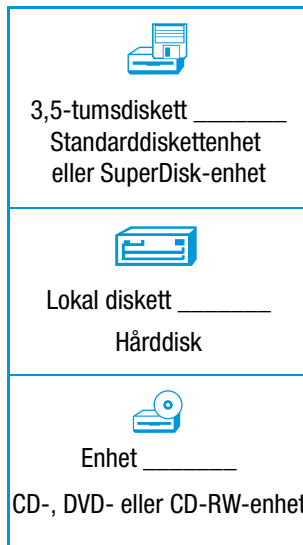 3,5-tumsdiskett _______
Standarddiskettenhet
eller SuperDisk-enhet
Lokal diskett _______
Hårddisk
Enhet _______
CD-, DVD- eller CD-RW-enhet